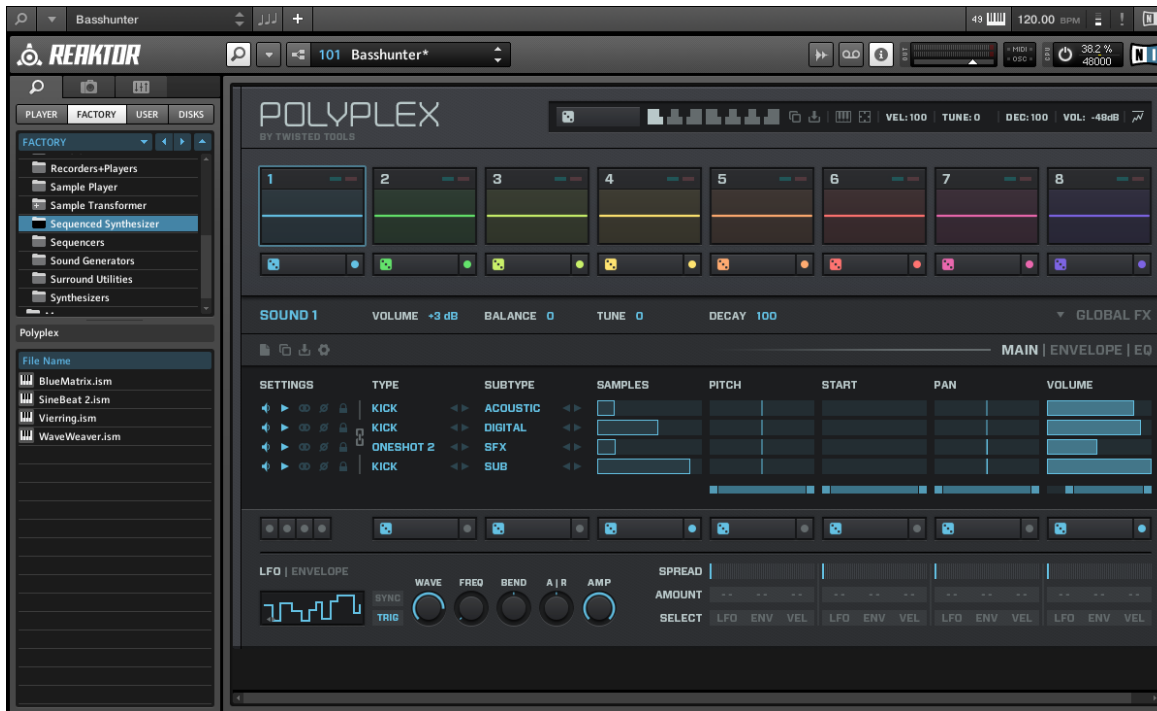 Basshunter
49 120.00 BPM !
REAKTOR 101 Basshunter* OUT MIDI OSC CPU 38.2 % 48000 NI
PLAYER FACTORY USER DISKS
FACTORY
Recorders+Players
Sample Player
Sample Transformer
Sequenced Synthesizer
Sequencers
Sound Generators
Surround Utilities
Synthesizers
Polyplex
File Name
BlueMatrix.ism
SineBeat 2.ism
Vierring.ism
WaveWeaver.ism
POLYPLEX
BY TWISTED TOOLS
VEL:100 TUNE:0 DEC:100 VOL: -48dB
1 2 3 4 5 6 7 8
SOUND 1 VOLUME +3 dB BALANCE 0 TUNE 0 DECAY 100 GLOBAL FX
MAIN | ENVELOPE | EQ
SETTINGS TYPE SUBTYPE SAMPLES PITCH START PAN VOLUME
KICK ACOUSTIC
KICK DIGITAL
ONESHOT 2 SFX
KICK SUB
LFO | ENVELOPE
SYNC
TRIG
WAVE FREQ BEND A|R AMP
SPREAD
AMOUNT -- -- -- -- -- -- -- -- -- -- -- --
SELECT LFO ENV VEL LFO ENV VEL LFO ENV VEL LFO ENV VEL